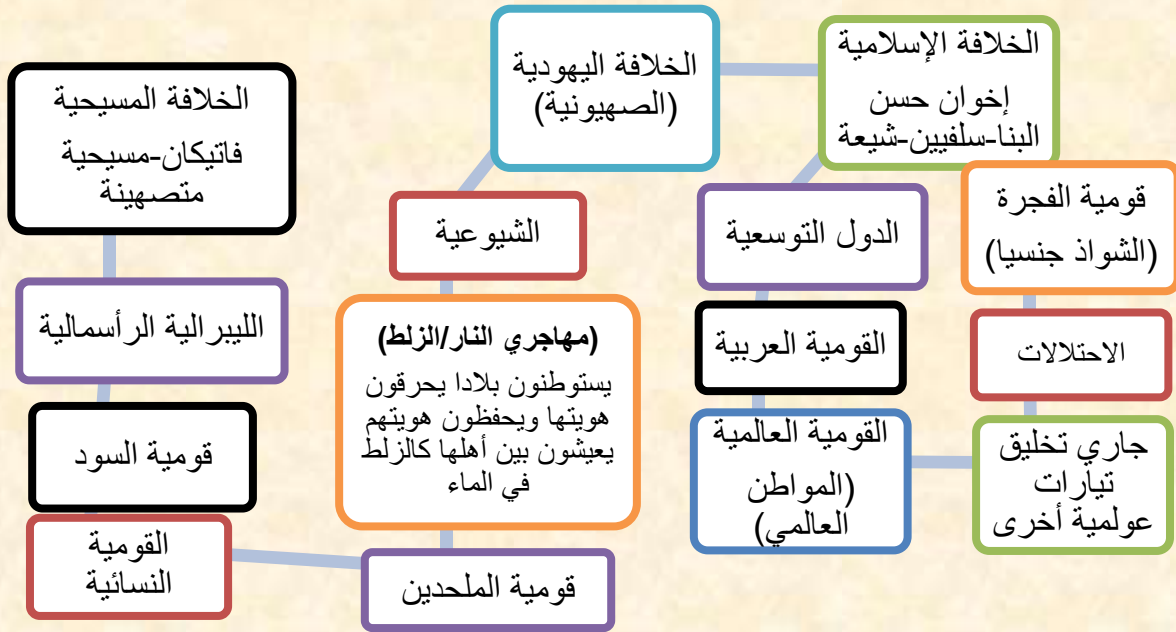 الخلافة الإسلامية
إخوان حسن
البنا-سلفيين-شيعة
قومية الفجرة
(الشواذ جنسيا)
الاحتلالات
جاري تخليق
تيارات
عولمية أخرى
الدول التوسعية
القومية العربية
القومية العالمية
(المواطن
العالمي)
الخلافة اليهودية
(الصهيونية)
الشيوعية
(مهاجري النار/الزلط)
يستوطنون بلادا يحرقون
هويتها ويحفظون هويتهم
يعيشون بين أهلها كالزلط
في الماء
قومية الملحدين
الخلافة المسيحية
فاتيكان-مسيحية
متصهينة
الليبرالية الرأسمالية
قومية السود
القومية
النسائية